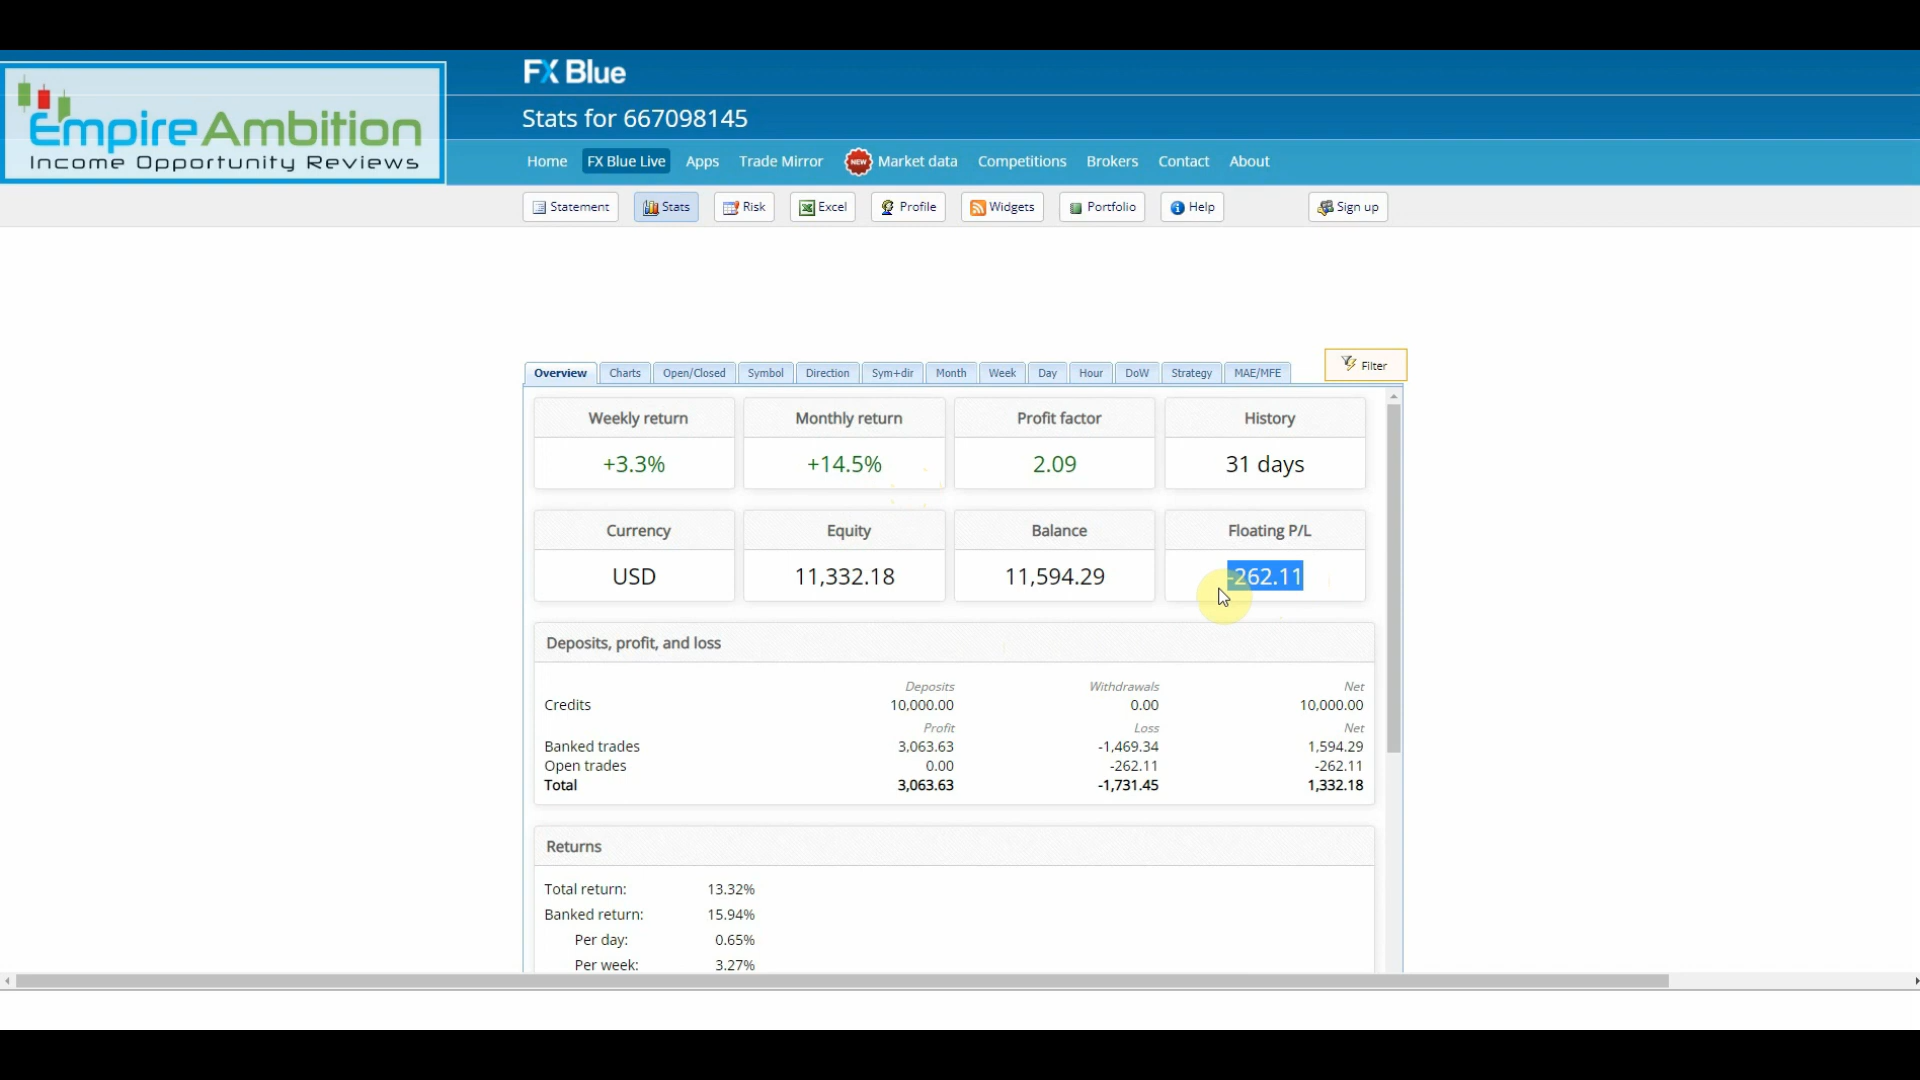 FX Blue
EmpireAmbition
Income Opportunity Reviews
Stats for 667098145
Home FX Blue Live Apps Trade Mirror NEW Market data Competitions Brokers Contact About
Statement Stats Risk Excel Profile Widgets Portfolio Help Sign up
Filter
Overview Charts Open/Closed Symbol Direction Sym+dir Month Week Day Hour DoW Strategy MAE/MFE
Weekly return Monthly return Profit factor History
+3.3% +14.5% 2.09 31 days
Currency Equity Balance Floating P/L
USD 11,332.18 11,594.29 -262.11
Deposits, profit, and loss
Deposits Withdrawals Net
Credits 10,000.00 0.00 10,000.00
Profit Loss Net
Banked trades 3,063.63 -1,469.34 1,594.29
Open trades 0.00 -262.11 -262.11
Total 3,063.63 -1,731.45 1,332.18
Returns
Total return: 13.32%
Banked return: 15.94%
Per day: 0.65%
Per week: 3.27%